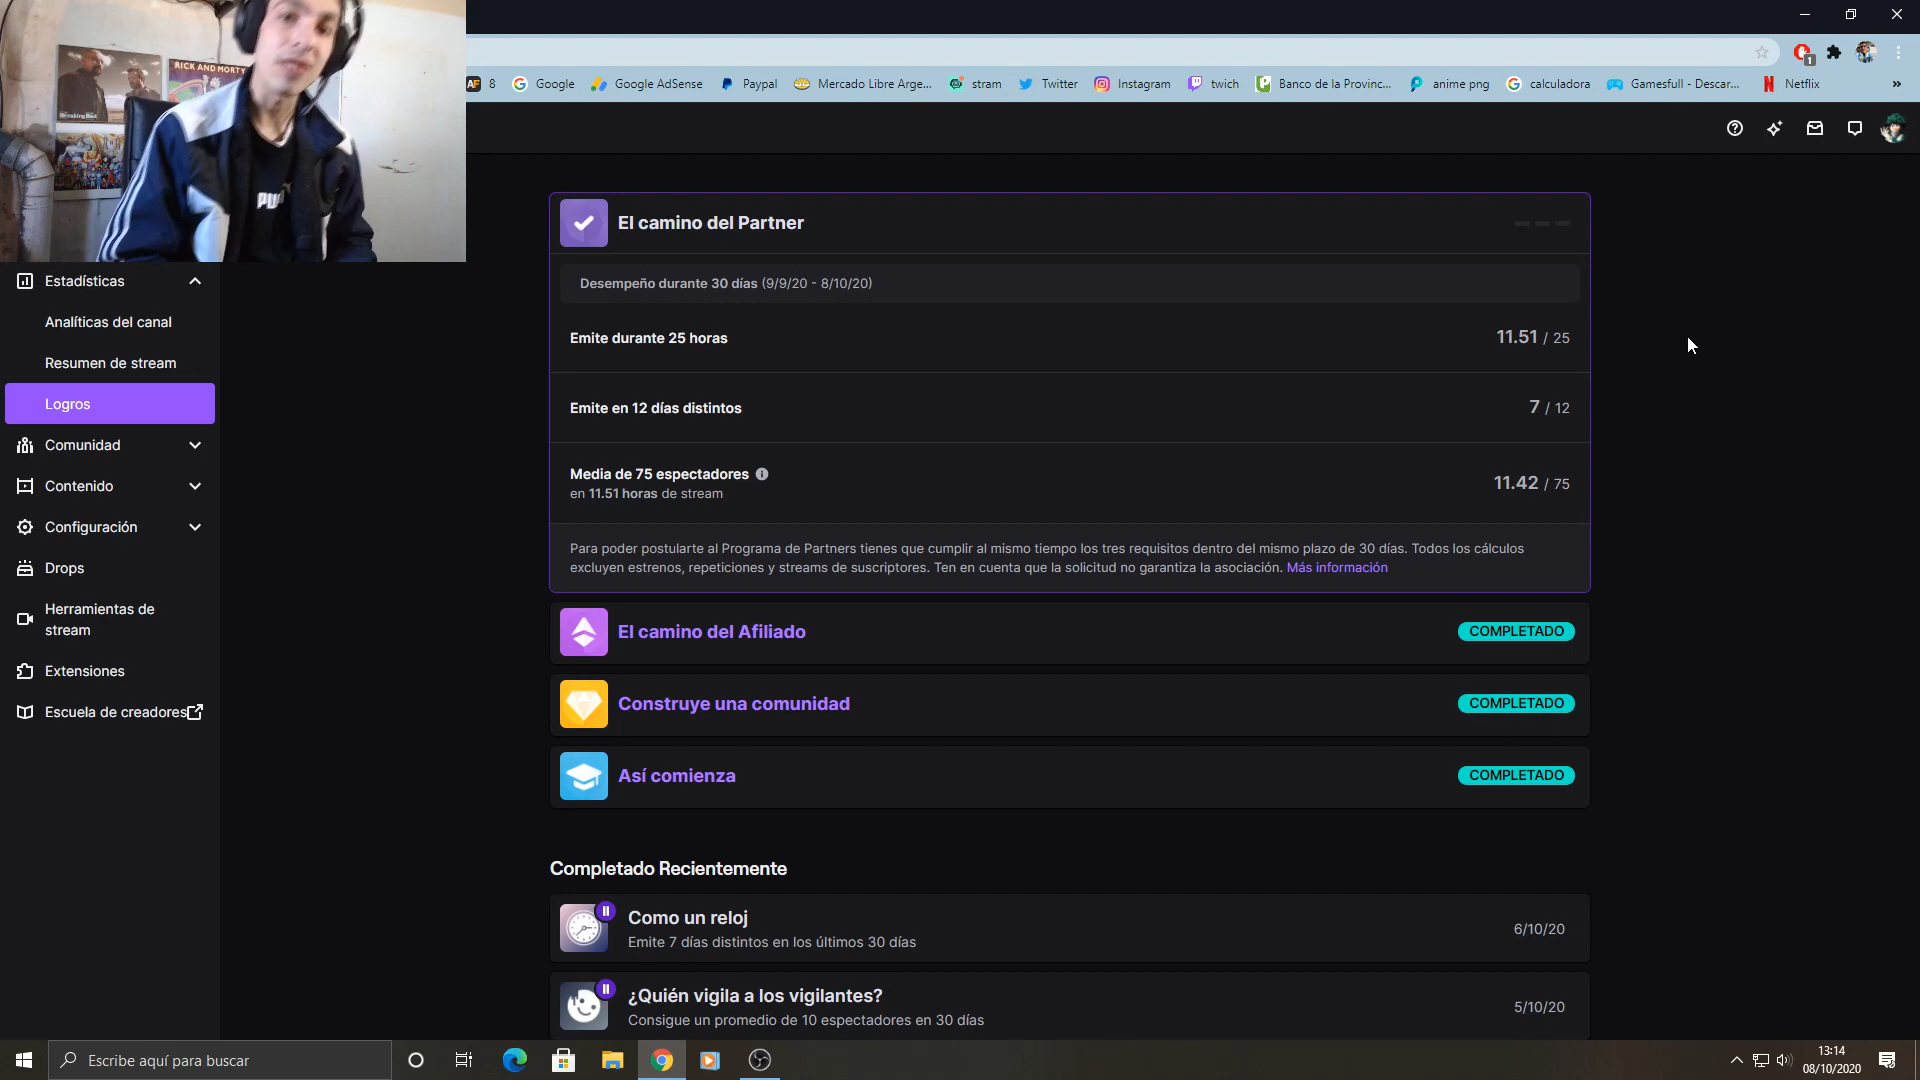 Breaking Bad
RICK AND MORTY
PU
8
Google
Google AdSense
Paypal
Mercado Libre Arge...
stram
Twitter
Instagram
twich
Banco de la Provinc...
anime png
calculadora
Gamesfull - Descar...
Netflix
»
1
Estadísticas
Analíticas del canal
Resumen de stream
Logros
Comunidad
Contenido
Configuración
Drops
Herramientas de
stream
Extensiones
Escuela de creadores
El camino del Partner
Desempeño durante 30 días (9/9/20 - 8/10/20)
Emite durante 25 horas
11.51 / 25
Emite en 12 días distintos
7 / 12
Media de 75 espectadores
en 11.51 horas de stream
11.42 / 75
Para poder postularte al Programa de Partners tienes que cumplir al mismo tiempo los tres requisitos dentro del mismo plazo de 30 días. Todos los cálculos
excluyen estrenos, repeticiones y streams de suscriptores. Ten en cuenta que la solicitud no garantiza la asociación. Más información
El camino del Afiliado
COMPLETADO
Construye una comunidad
COMPLETADO
Así comienza
COMPLETADO
Completado Recientemente
Como un reloj
Emite 7 días distintos en los últimos 30 días
6/10/20
¿Quién vigila a los vigilantes?
Consigue un promedio de 10 espectadores en 30 días
5/10/20
Escribe aquí para buscar
13:14
08/10/2020